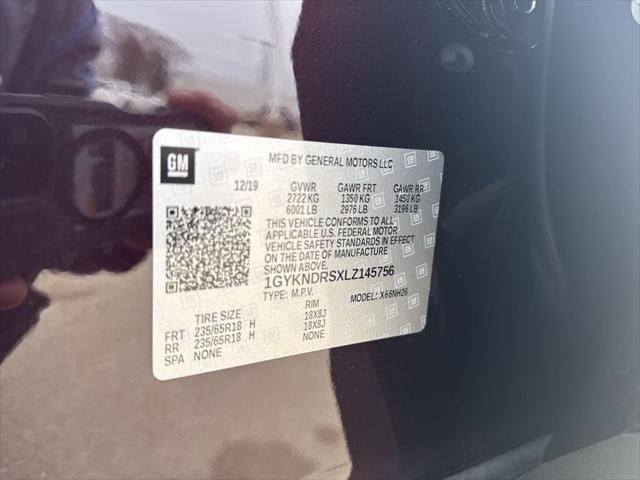 GM
MFD BY GENERAL MOTORS LLC
12/19 GVWR GAWR FRT GAWR RR
2722 KG 1350 KG 1450 KG
6001 LB 2976 LB 3196 LB
THIS VEHICLE CONFORMS TO ALL
APPLICABLE U.S. FEDERAL MOTOR
VEHICLE SAFETY STANDARDS IN EFFECT
ON THE DATE OF MANUFACTURE
SHOWN ABOVE.
1GYKNDRSXLZ145756
TYPE: M.P.V. MODEL: X66NH26
TIRE SIZE RIM
FRT 235/65R18 H 18X8J
RR 235/65R18 H 18X8J
SPA NONE NONE